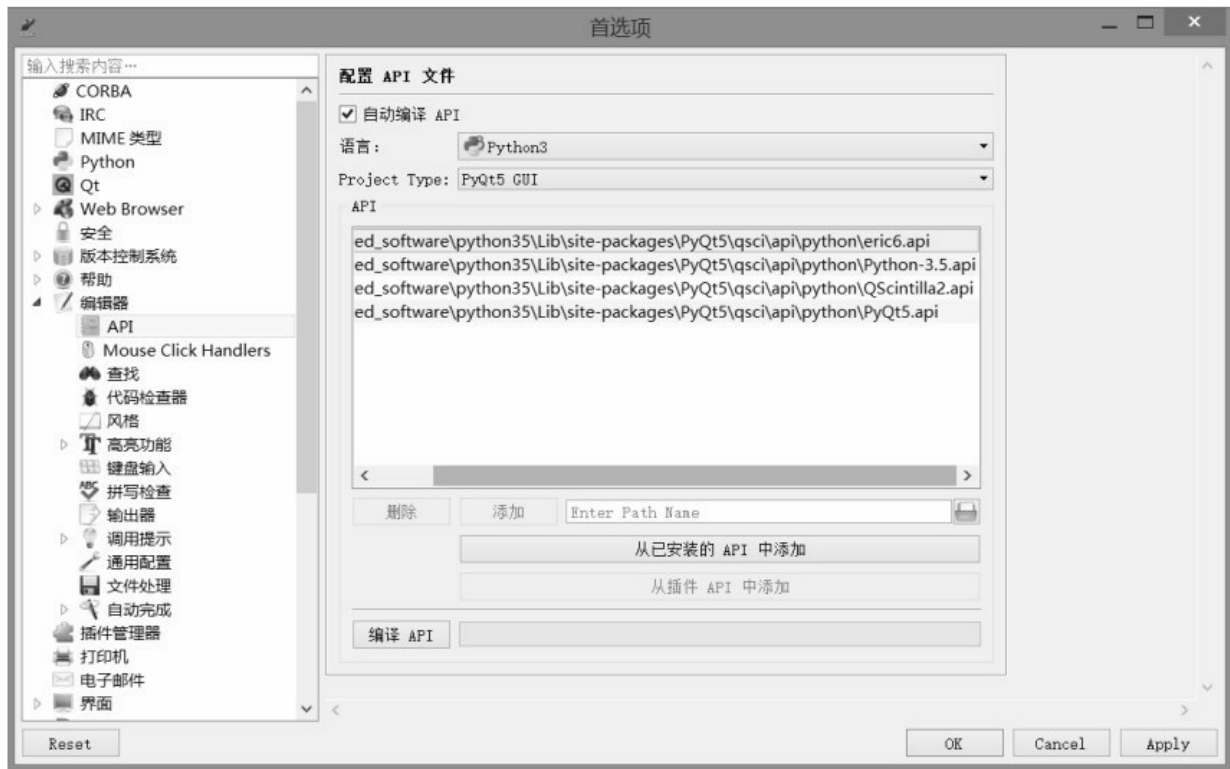 首选项
输入搜索内容…
CORBA
IRC
MIME 类型
Python
Qt
Web Browser
安全
版本控制系统
帮助
编辑器
API
Mouse Click Handlers
查找
代码检查器
风格
高亮功能
键盘输入
拼写检查
输出器
调用提示
通用配置
文件处理
自动完成
插件管理器
打印机
电子邮件
界面
配置 API 文件
自动编译 API
语言: Python3
Project Type: PyQt5 GUI
API
ed_software\python35\Lib\site-packages\PyQt5\qsci\api\python\eric6.api
ed_software\python35\Lib\site-packages\PyQt5\qsci\api\python\Python-3.5.api
ed_software\python35\Lib\site-packages\PyQt5\qsci\api\python\QScintilla2.api
ed_software\python35\Lib\site-packages\PyQt5\qsci\api\python\PyQt5.api
删除 添加 Enter Path Name
从已安装的 API 中添加
从插件 API 中添加
编译 API
Reset OK Cancel Apply